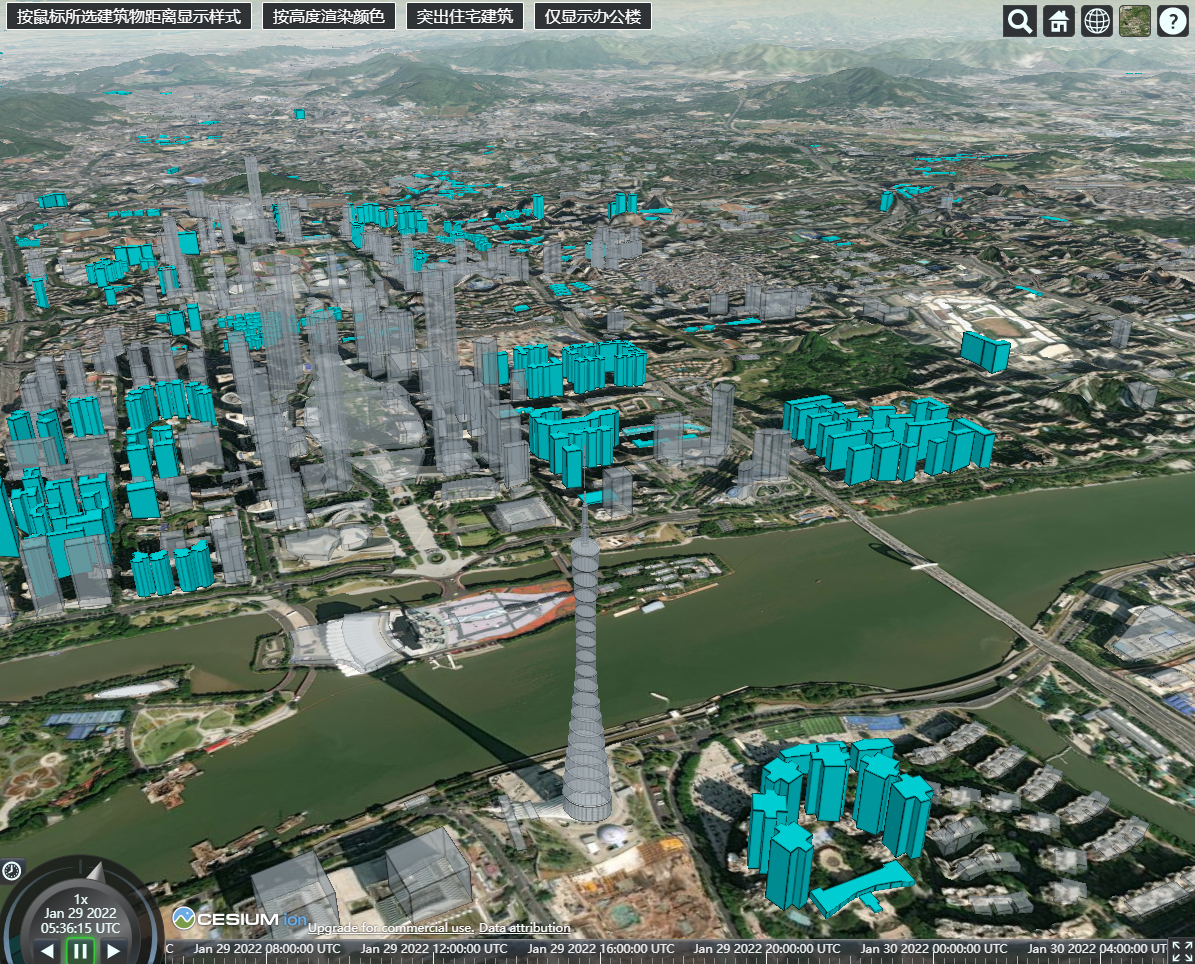 按鼠标所选建筑物距离显示样式 按高度渲染颜色 突出住宅建筑 仅显示办公楼
?
1x
Jan 29 2022
05:36:15 UTC
CESIUM ion Upgrade for commercial use. Data attribution
C Jan 29 2022 08:00:00 UTC Jan 29 2022 12:00:00 UTC Jan 29 2022 16:00:00 UTC Jan 29 2022 20:00:00 UTC Jan 30 2022 00:00:00 UTC Jan 30 2022 04:00:00 UT